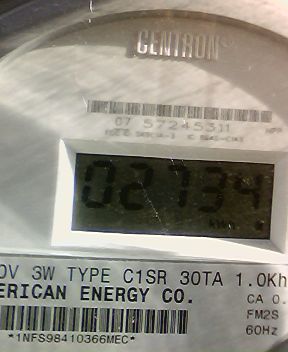 CENTRON®
07 57245311
02734
0V 3W TYPE C1SR 30TA 1.0Kh
ERICAN ENERGY CO.
CA 0.
FM2S
60Hz
*1NFS98410366MEC*